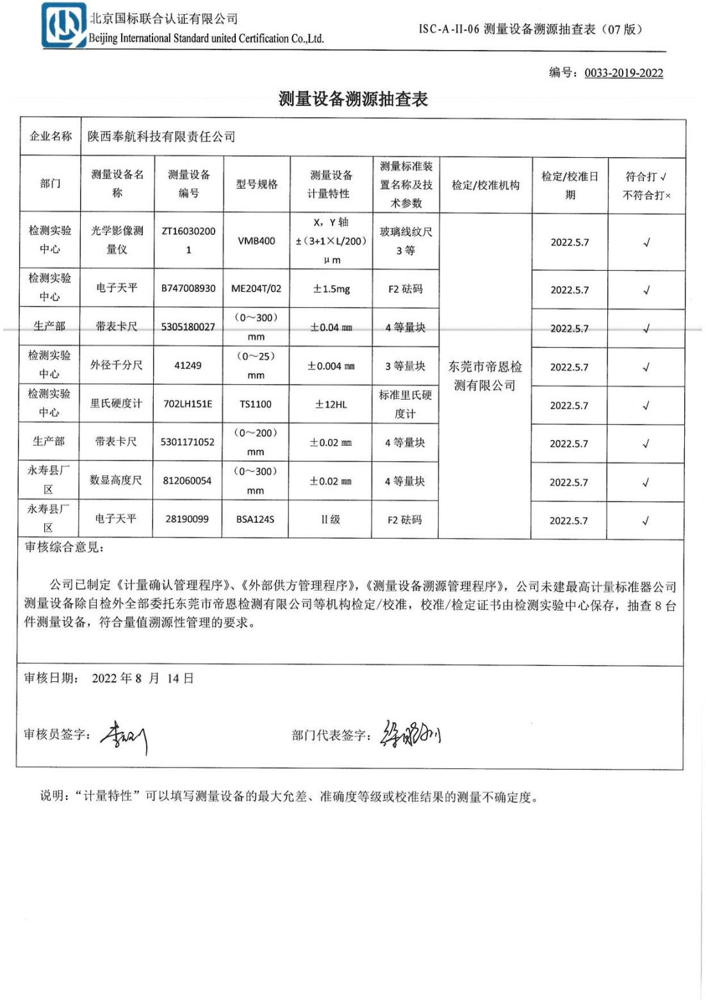 北京国标联合认证有限公司
Beijing International Standard united Certification Co.,Ltd.
ISC-A-II-06 测量设备溯源抽查表（07 版）
编号：0033-2019-2022
测量设备溯源抽查表
企业名称 陕西奉航科技有限责任公司
部门 测量设备名称 测量设备编号 型号规格 测量设备计量特性 测量标准装置名称及技术参数 检定/校准机构 检定/校准日期 符合打√不符合打×
检测实验中心 光学影像测量仪 ZT160302001 VMB400 X，Y 轴±（3+1×L/200）μm 玻璃线纹尺 3 等 2022.5.7 √
检测实验中心 电子天平 B747008930 ME204T/02 ±1.5mg F2 砝码 2022.5.7 √
生产部 带表卡尺 5305180027 （0～300）mm ±0.04 mm 4 等量块 2022.5.7 √
检测实验中心 外径千分尺 41249 （0～25）mm ±0.004 mm 3 等量块 2022.5.7 √
东莞市帝恩检测有限公司
检测实验中心 里氏硬度计 702LH151E TS1100 ±12HL 标准里氏硬度计 2022.5.7 √
生产部 带表卡尺 5301171052 （0～200）mm ±0.02 mm 4 等量块 2022.5.7 √
永寿县厂区 数显高度尺 812060054 （0～300）mm ±0.02 mm 4 等量块 2022.5.7 √
永寿县厂区 电子天平 28190099 BSA124S II级 F2 砝码 2022.5.7 √
审核综合意见：
公司已制定《计量确认管理程序》、《外部供方管理程序》，《测量设备溯源管理程序》，公司未建最高计量标准器公司
测量设备除自检外全部委托东莞市帝恩检测有限公司等机构检定/校准，校准/检定证书由检测实验中心保存，抽查 8 台
件测量设备，符合量值溯源性管理的要求。
审核日期： 2022 年 8 月 14 日
审核员签字：
部门代表签字：
说明：“计量特性”可以填写测量设备的最大允差、准确度等级或校准结果的测量不确定度。